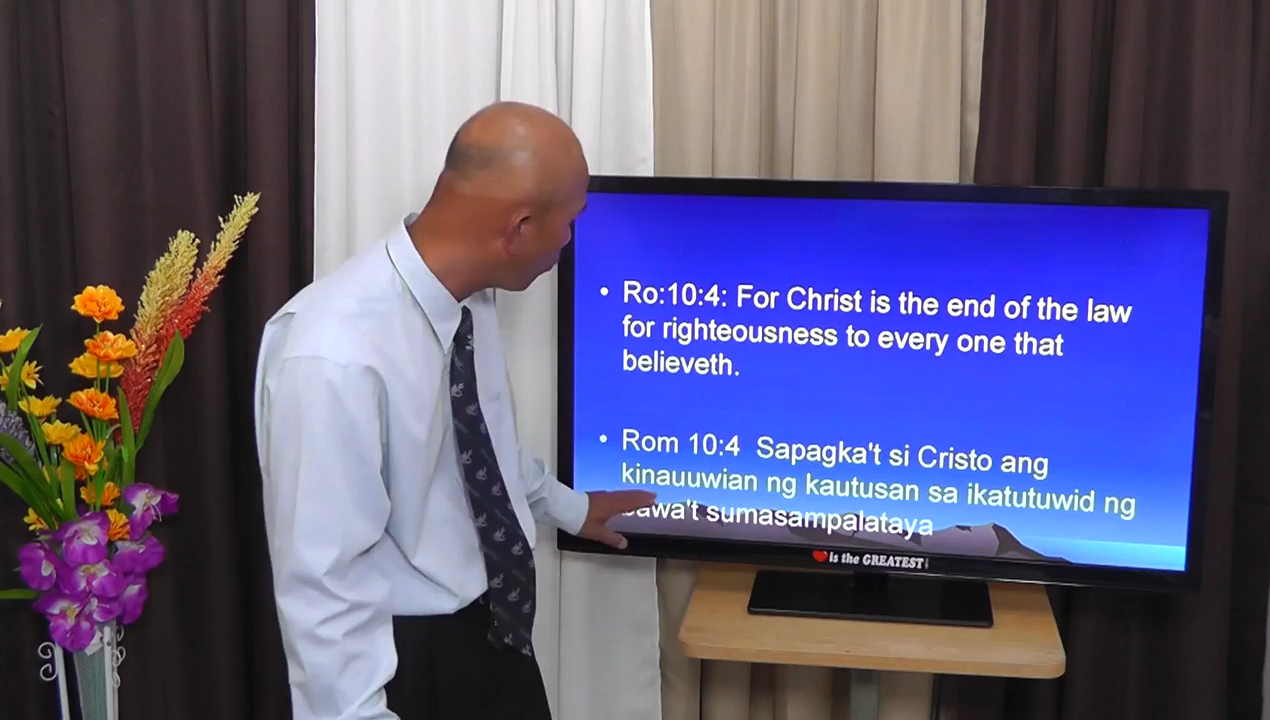 • Ro:10:4: For Christ is the end of the law
for righteousness to every one that
believeth.
• Rom 10:4 Sapagka't si Cristo ang
kinauuwian ng kautusan sa ikatutuwid ng
sumasampalataya
is the GREATEST!